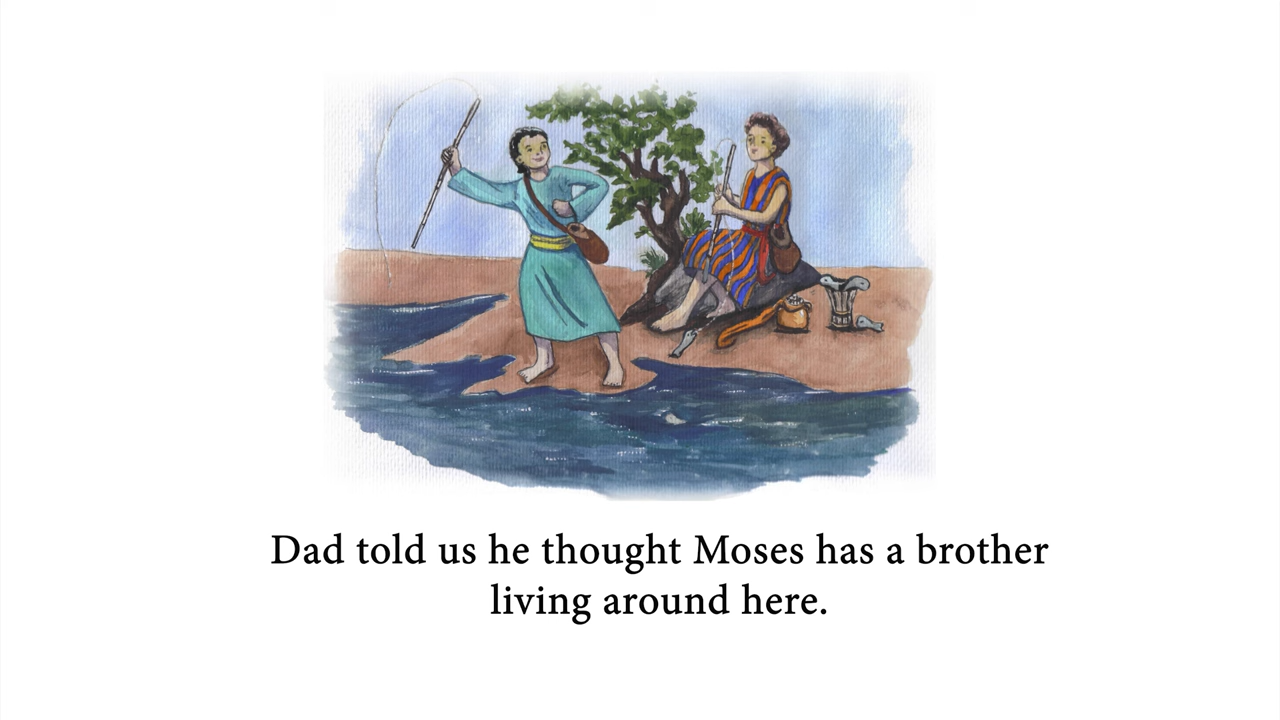 Dad told us he thought Moses has a brother
living around here.